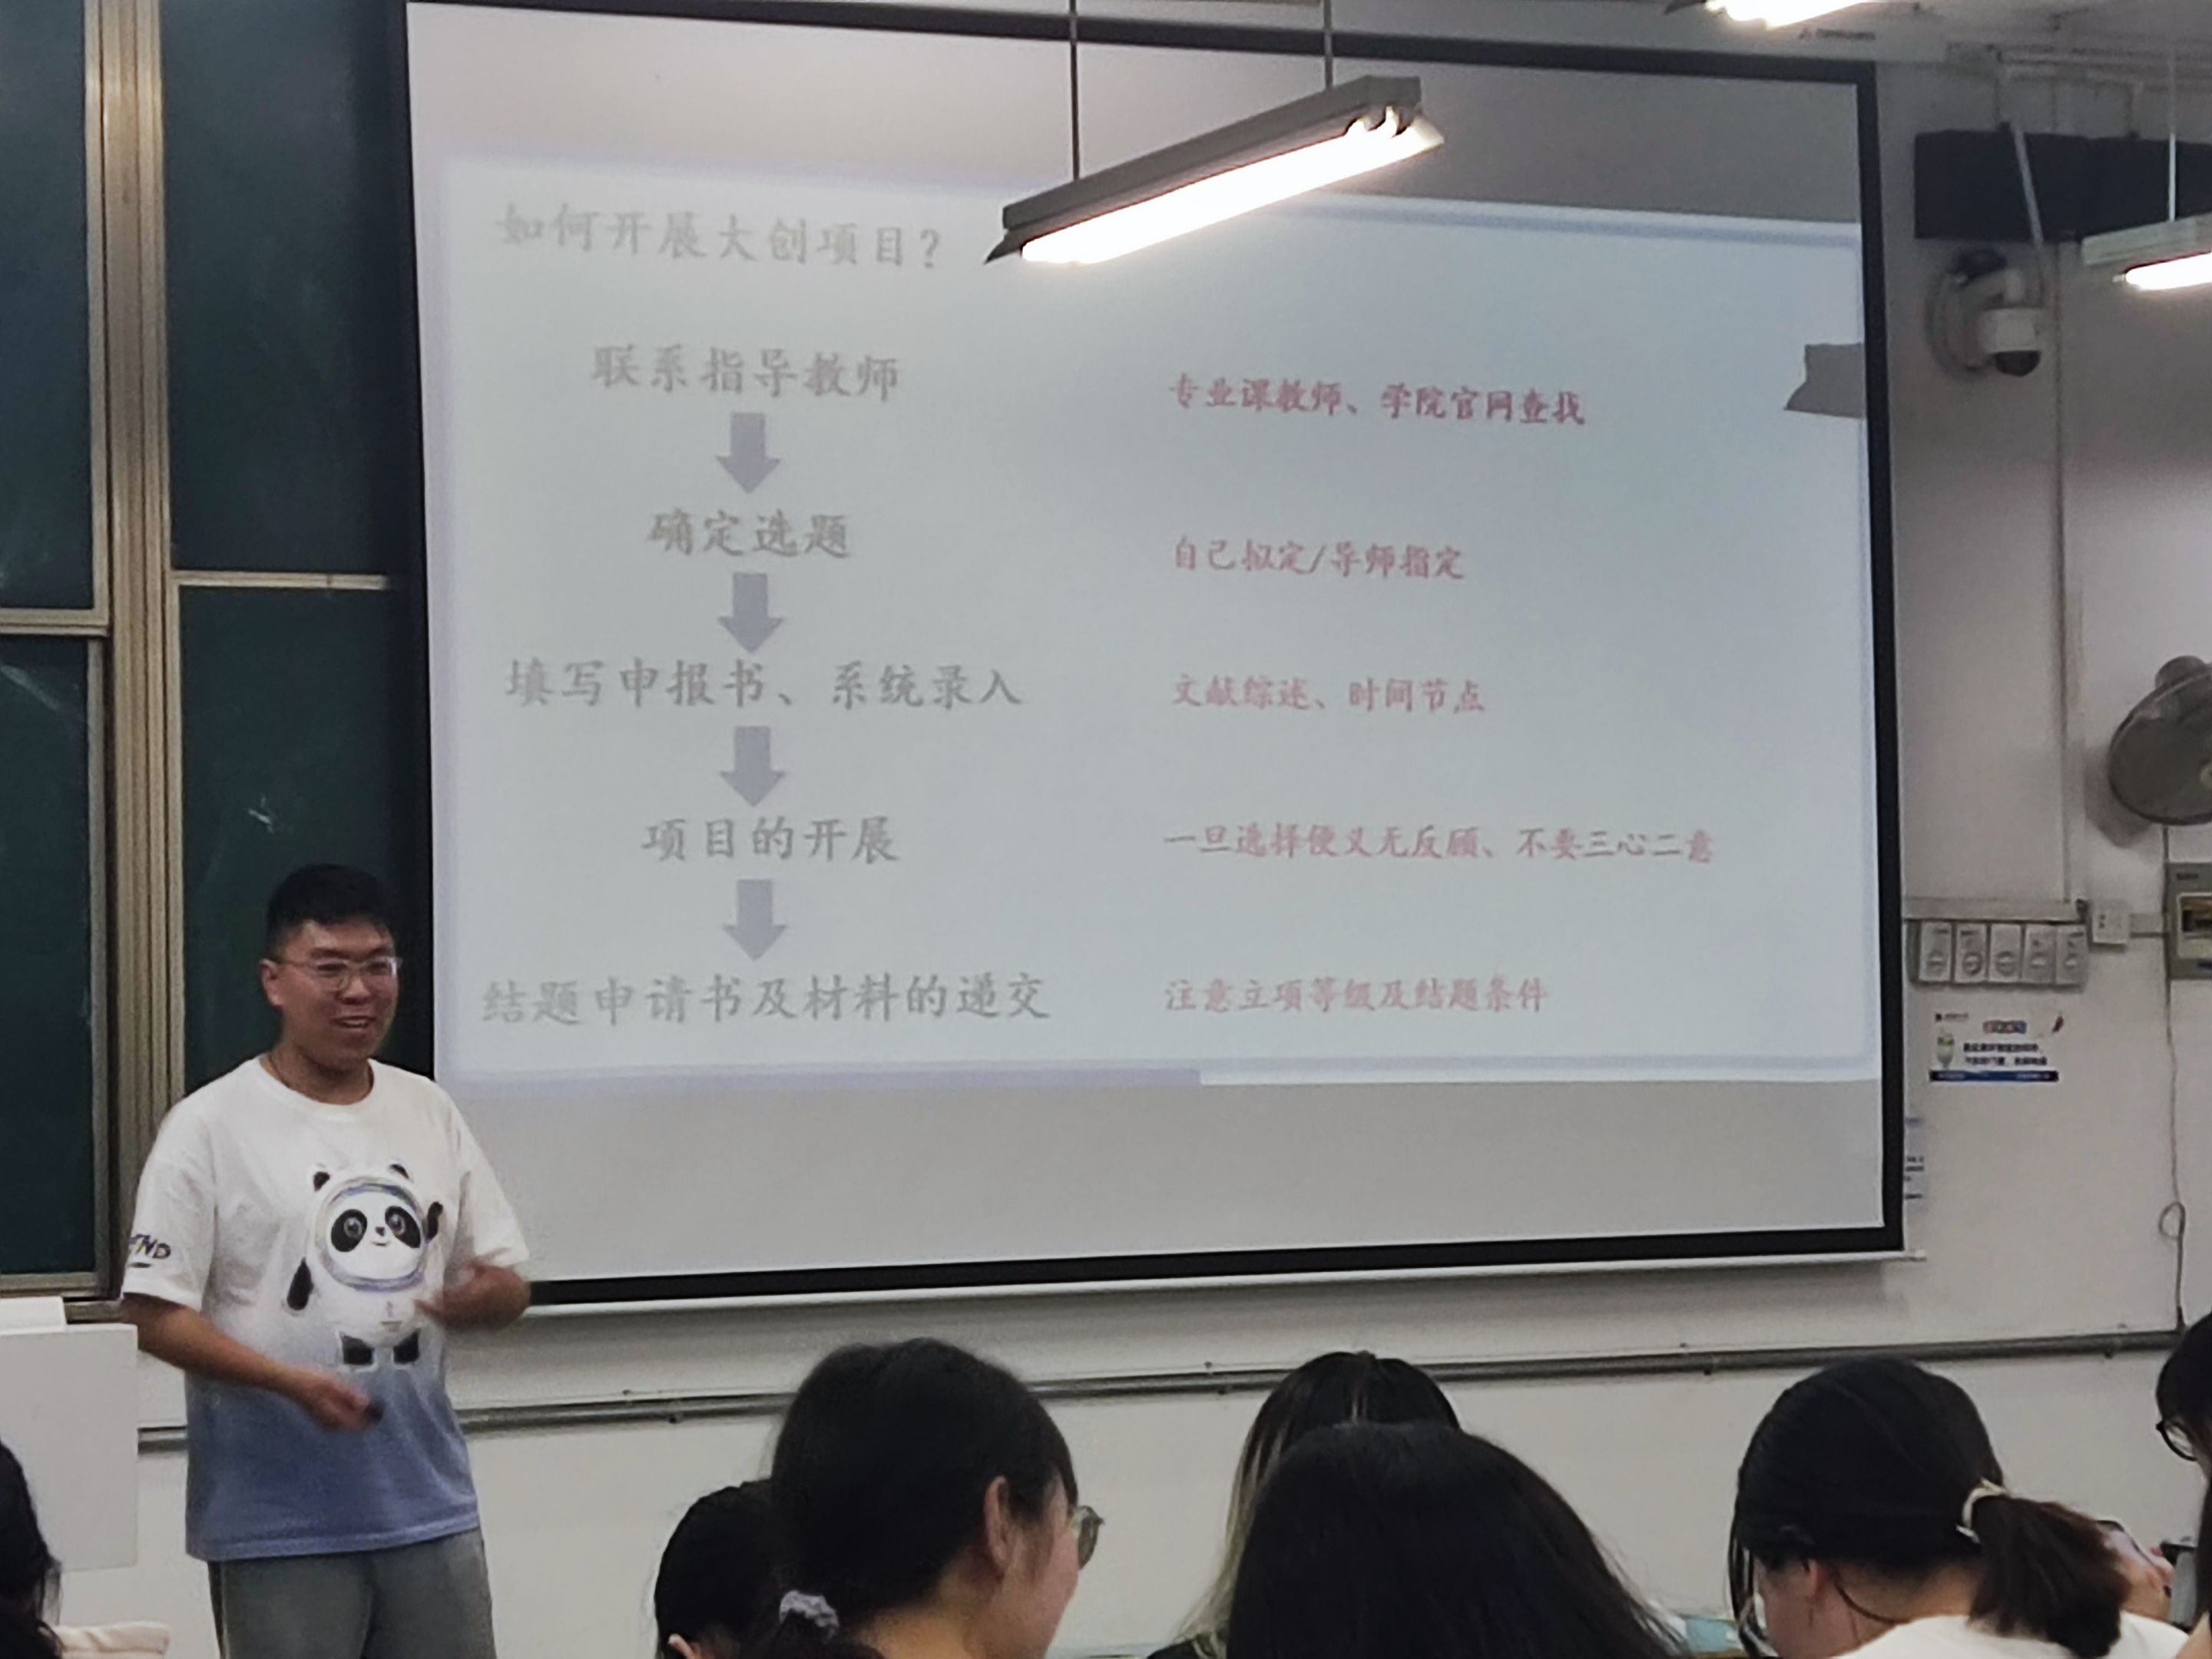 如何开展大创项目？
联系指导教师
专业课教师、学院官网查找
确定选题
自己拟定/导师指定
填写申报书、系统录入
文献综述、时间节点
项目的开展
一旦选择便义无反顾、不要三心二意
结题申请书及材料的递交
注意立项等级及结题条件